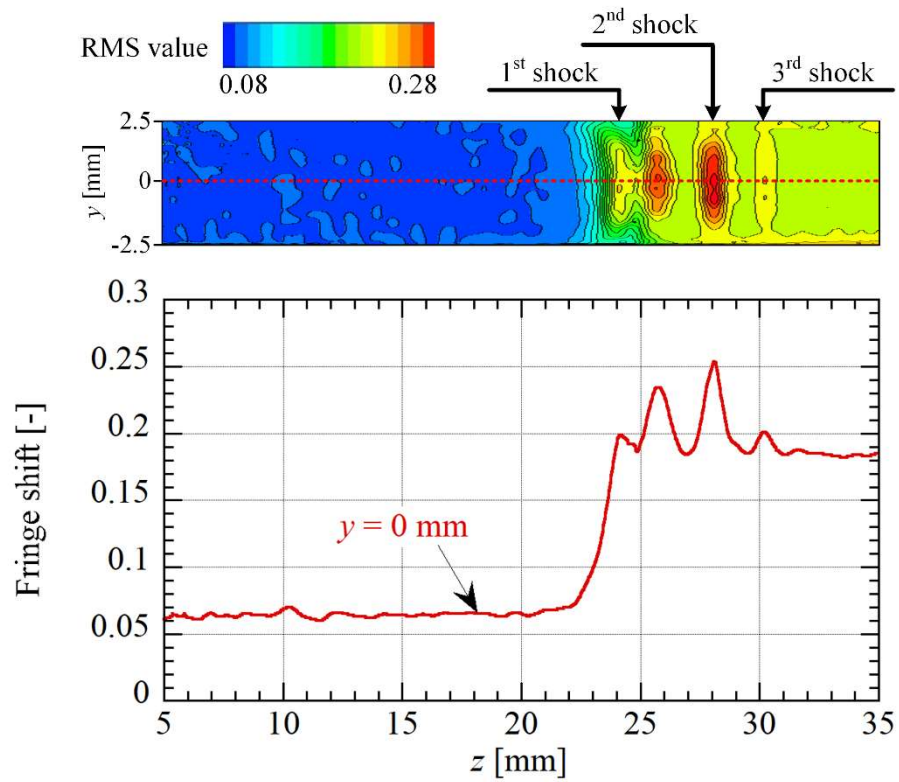 2nd shock
RMS value
0.08 0.28
1st shock
3rd shock
2.5
0
-2.5
y [mm]
0.3
0.25
0.2
0.15
0.1
0.05
0
Fringe shift [-]
y = 0 mm
5 10 15 20 25 30 35
z [mm]